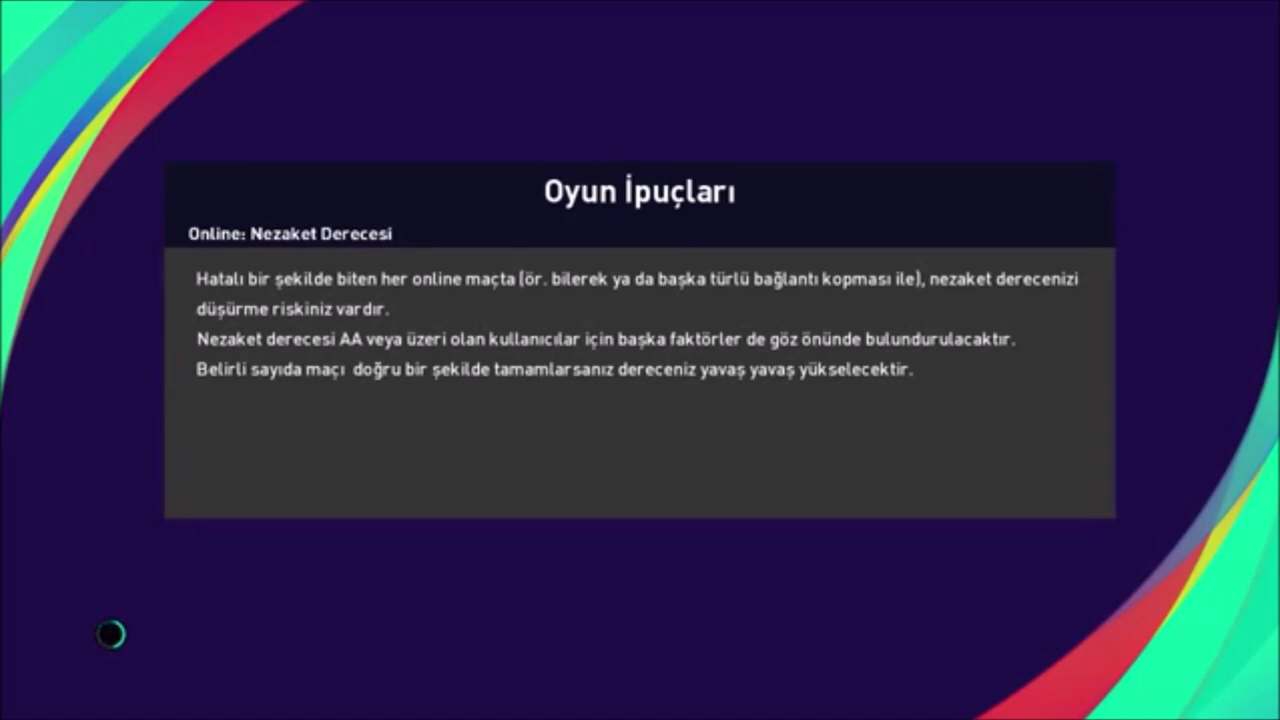 Oyun İpuçları
Online: Nezaket Derecesi
Hatalı bir şekilde biten her online maçta (ör. bilerek ya da başka türlü bağlantı kopması ile), nezaket derecenizi
düşürme riskiniz vardır.
Nezaket derecesi AA veya üzeri olan kullanıcılar için başka faktörler de göz önünde bulundurulacaktır.
Belirli sayıda maçı  doğru bir şekilde tamamlarsanız dereceniz yavaş yavaş yükselecektir.